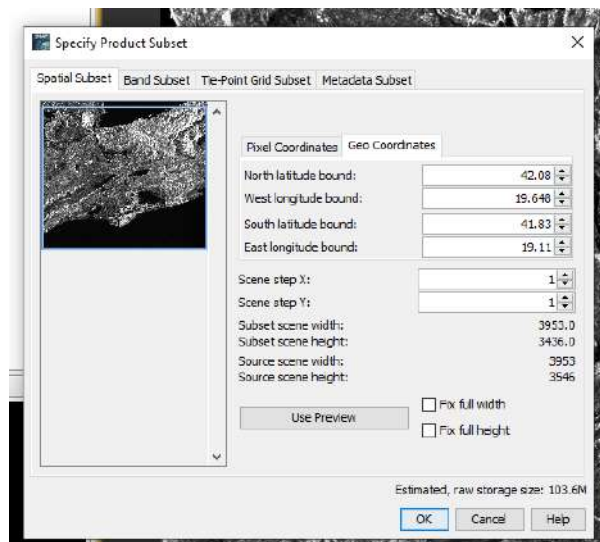 Specify Product Subset
Spatial Subset Band Subset Tie-Point Grid Subset Metadata Subset
Pixel Coordinates Geo Coordinates
North latitude bound: 42.08
West longitude bound: 19.648
South latitude bound: 41.83
East longitude bound: 19.11
Scene step X: 1
Scene step Y: 1
Subset scene width: 3953.0
Subset scene height: 3436.0
Source scene width: 3953
Source scene height: 3546
Use Preview
Fix full width
Fix full height
Estimated, raw storage size: 103.6M
OK Cancel Help